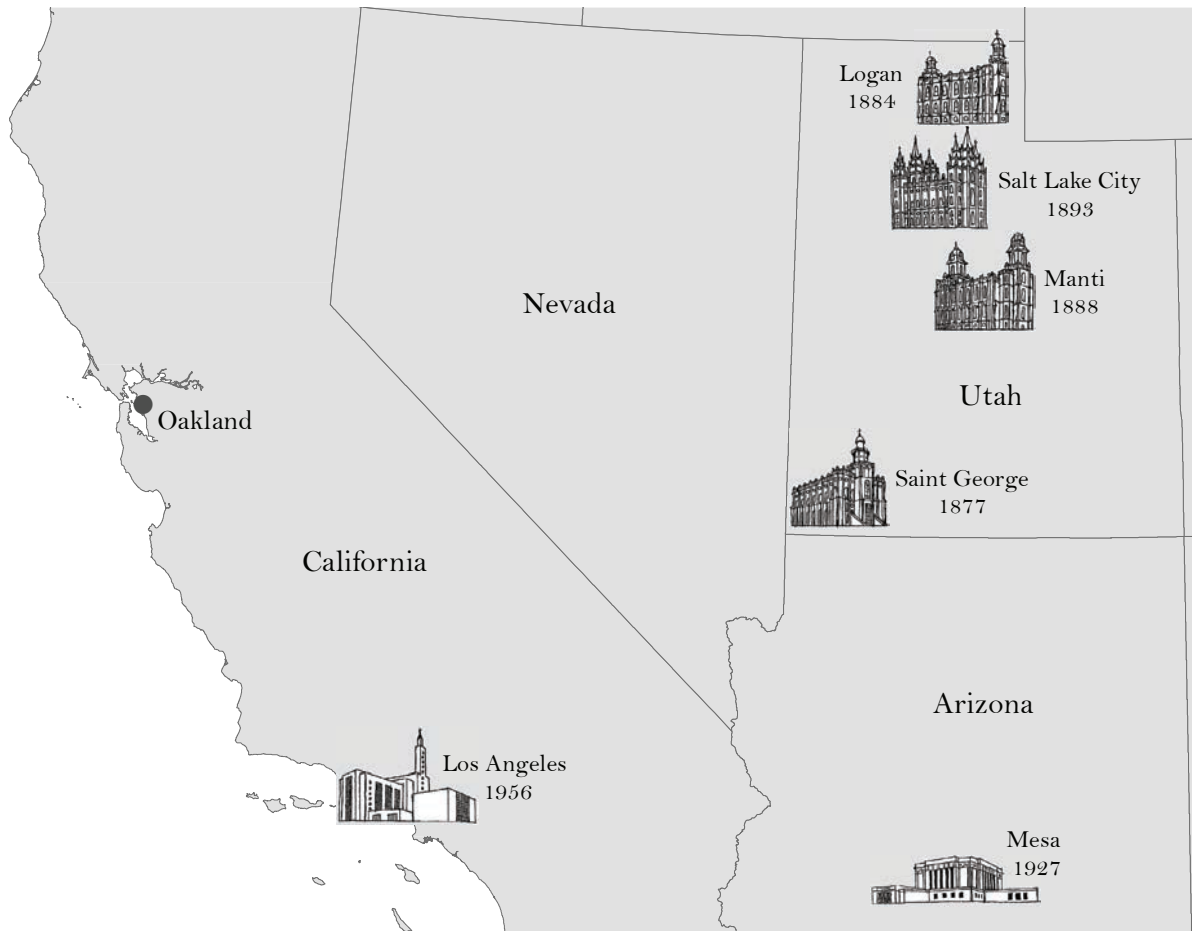 Logan
1884
Salt Lake City
1893
Manti
1888
Nevada
Utah
Oakland
Saint George
1877
California
Arizona
Los Angeles
1956
Mesa
1927